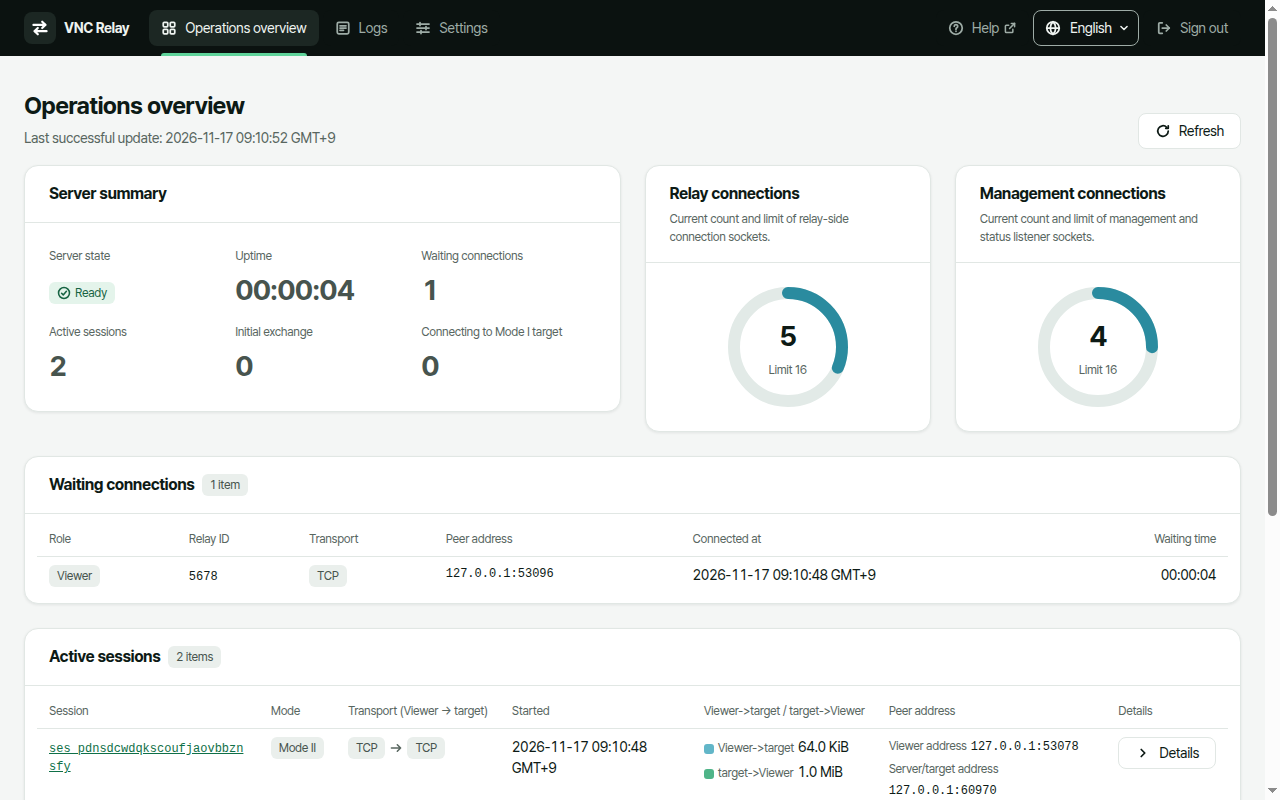 VNC Relay
Operations overview
Logs
Settings
Help
English
Sign out
Operations overview
Last successful update: 2026-11-17 09:10:52 GMT+9
Refresh
Server summary
Server state
Uptime
Waiting connections
Ready
00:00:04
1
Active sessions
Initial exchange
Connecting to Mode I target
2
0
0
Relay connections
Current count and limit of relay-side
connection sockets.
5
Limit 16
Management connections
Current count and limit of management and
status listener sockets.
4
Limit 16
Waiting connections 1 item
Role Relay ID Transport Peer address Connected at Waiting time
Viewer 5678 TCP 127.0.0.1:53096 2026-11-17 09:10:48 GMT+9 00:00:04
Active sessions 2 items
Session Mode Transport (Viewer → target) Started Viewer->target / target->Viewer Peer address Details
ses_pdnsdcwdqkscoufjaovbbzn
sfy
Mode II
TCP → TCP
2026-11-17 09:10:48
GMT+9
Viewer->target 64.0 KiB
target->Viewer 1.0 MiB
Viewer address 127.0.0.1:53078
Server/target address
127.0.0.1:60970
Details